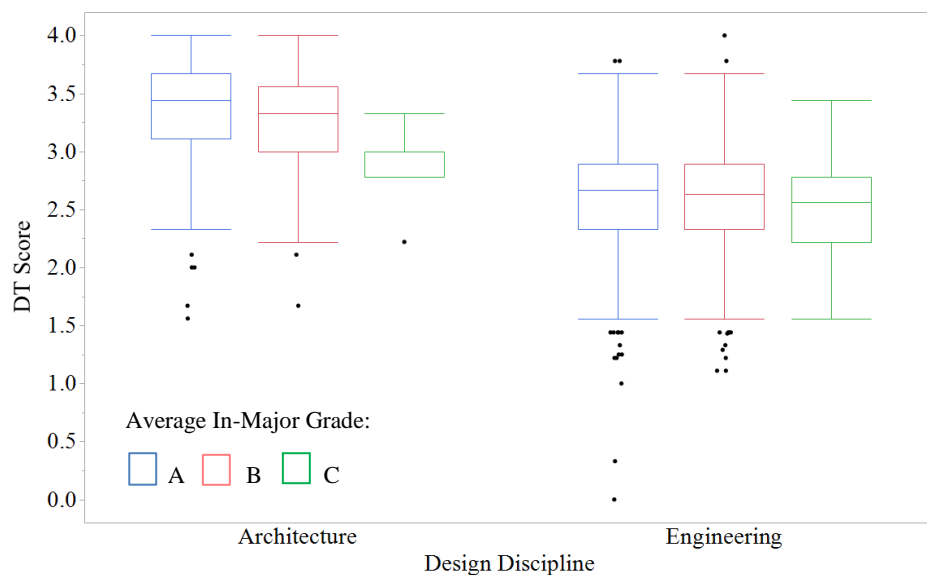 4.0
3.5
3.0
2.5
2.0
1.5
1.0
0.5
0.0
DT Score
Average In-Major Grade:
A B C
Architecture Engineering
Design Discipline